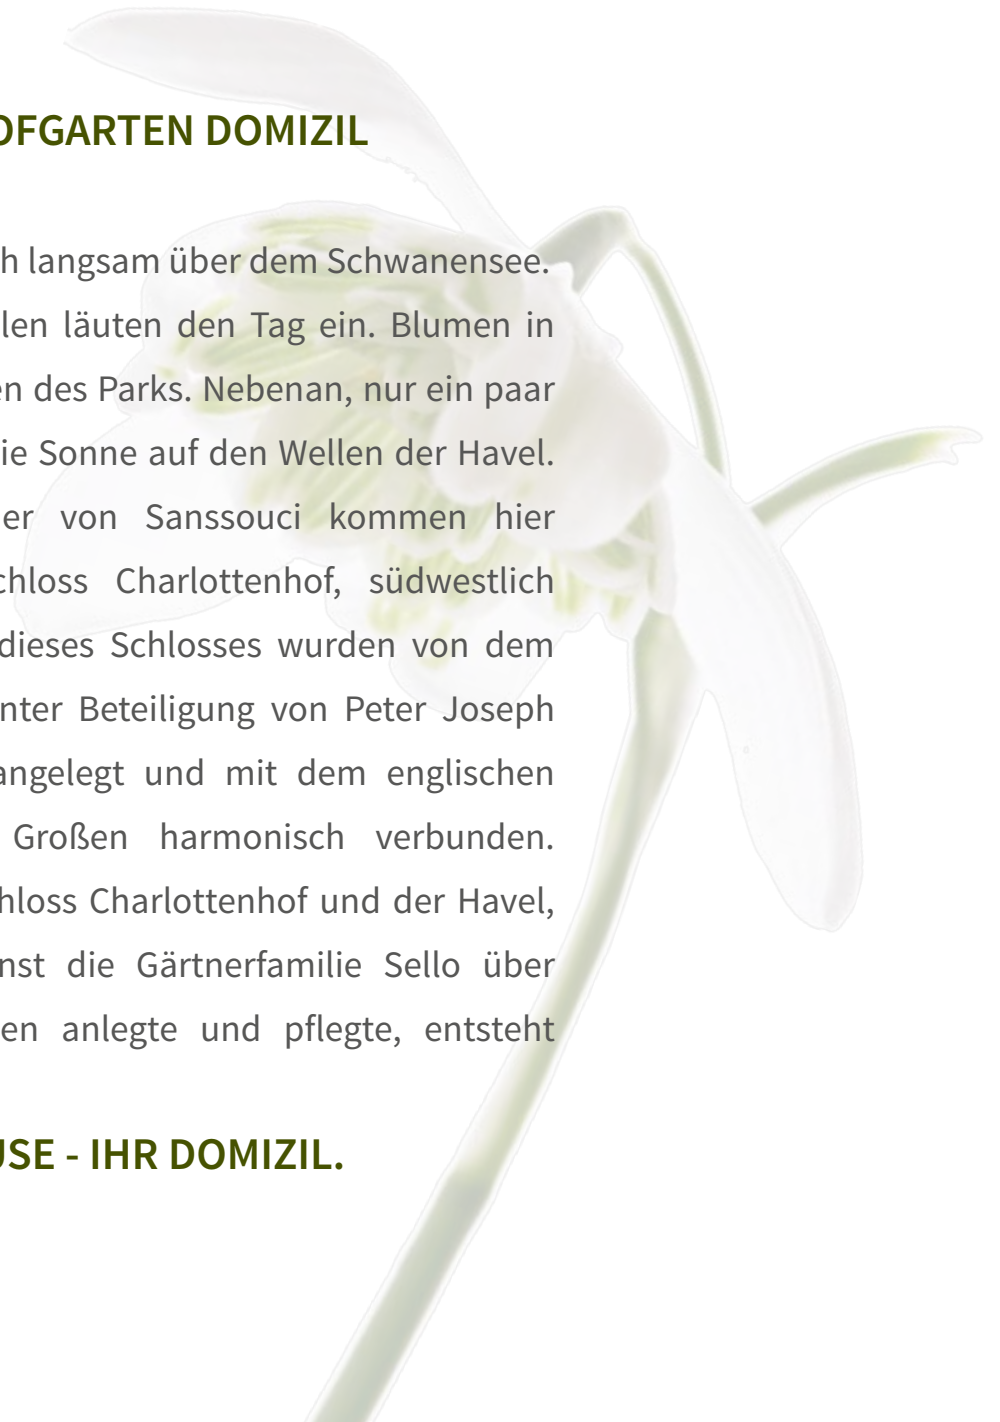 OFGARTEN DOMIZIL
h langsam über dem Schwanensee.
len läuten den Tag ein. Blumen in
en des Parks. Nebenan, nur ein paar
ie Sonne auf den Wellen der Havel.
er von Sanssouci kommen hier
chloss Charlottenhof, südwestlich
dieses Schlosses wurden von dem
nter Beteiligung von Peter Joseph
angelegt und mit dem englischen
Großen harmonisch verbunden.
hloss Charlottenhof und der Havel,
nst die Gärtnerfamilie Sello über
en anlegte und pflegte, entsteht
USE - IHR DOMIZIL.